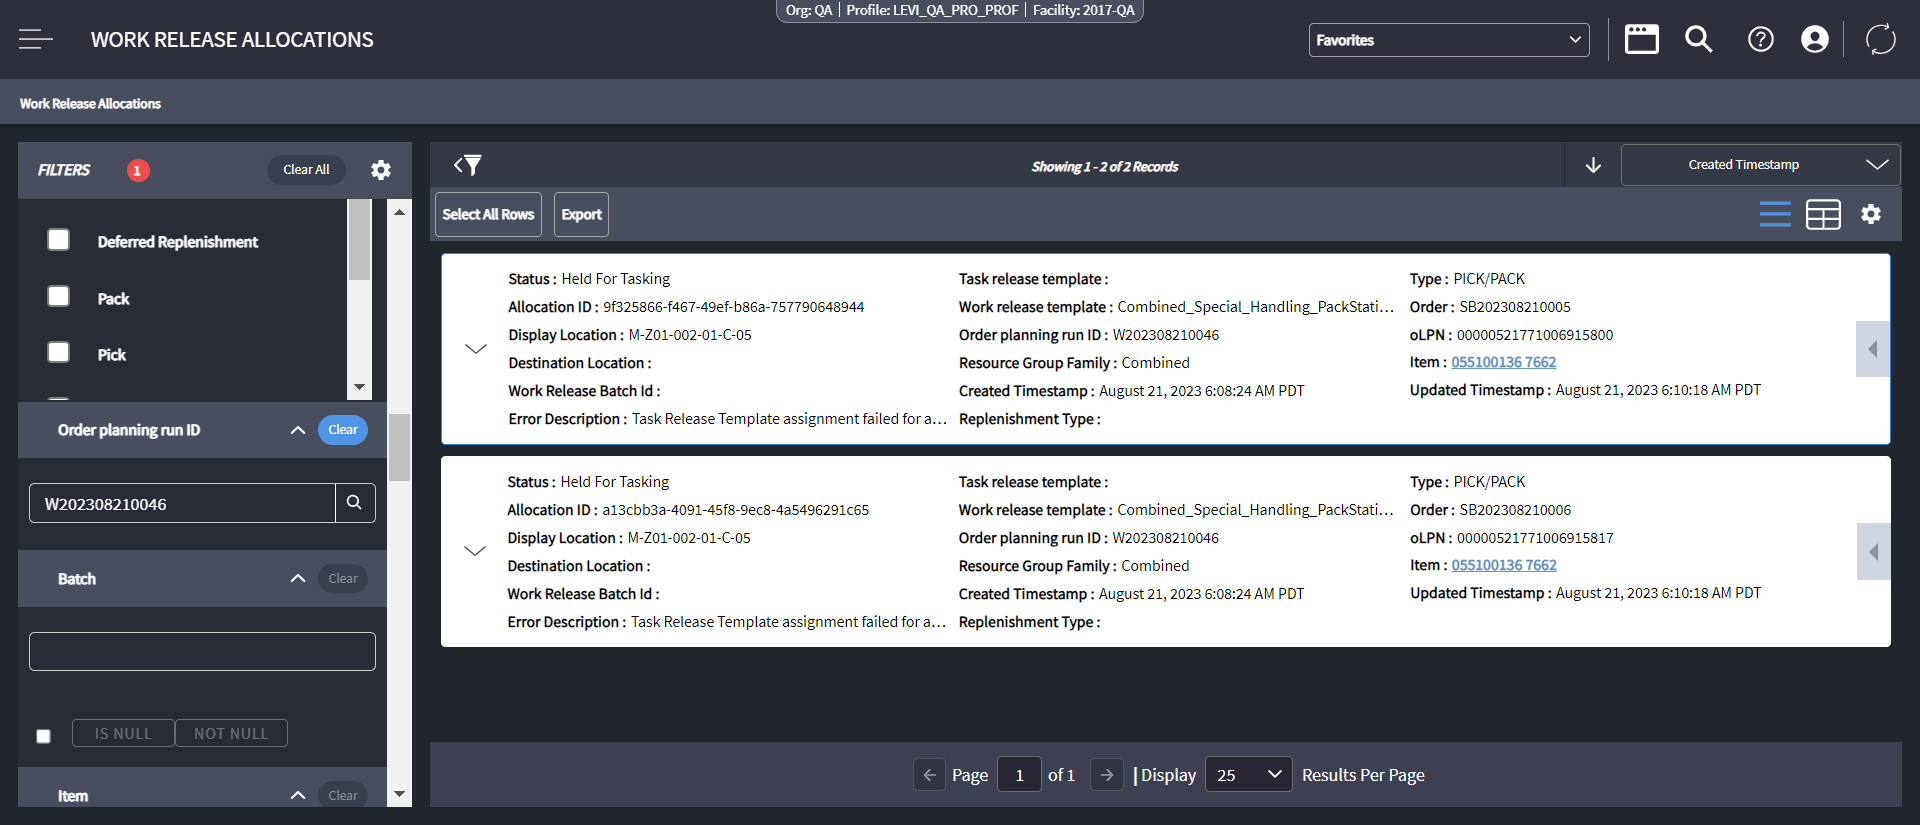 Org: QA | Profile: LEVI_QA_PRO_PROF | Facility: 2017-QA
WORK RELEASE ALLOCATIONS
Favorites
Work Release Allocations
FILTERS
1
Clear All
Showing 1 - 2 of 2 Records
Created Timestamp
Select All Rows
Export
Deferred Replenishment
Pack
Pick
Order planning run ID
Clear
W202308210046
Batch
Clear
IS NULL
NOT NULL
Item
Clear
Status : Held For Tasking
Allocation ID : 9f325866-f467-49ef-b86a-757790648944
Display Location : M-Z01-002-01-C-05
Destination Location :
Work Release Batch Id :
Error Description : Task Release Template assignment failed for a...
Task release template :
Work release template : Combined_Special_Handling_PackStati...
Order planning run ID : W202308210046
Resource Group Family : Combined
Created Timestamp : August 21, 2023 6:08:24 AM PDT
Replenishment Type :
Type : PICK/PACK
Order : SB202308210005
oLPN : 00000521771006915800
Item : 055100136 7662
Updated Timestamp : August 21, 2023 6:10:18 AM PDT
Status : Held For Tasking
Allocation ID : a13cbb3a-4091-45f8-9ec8-4a5496291c65
Display Location : M-Z01-002-01-C-05
Destination Location :
Work Release Batch Id :
Error Description : Task Release Template assignment failed for a...
Task release template :
Work release template : Combined_Special_Handling_PackStati...
Order planning run ID : W202308210046
Resource Group Family : Combined
Created Timestamp : August 21, 2023 6:08:24 AM PDT
Replenishment Type :
Type : PICK/PACK
Order : SB202308210006
oLPN : 00000521771006915817
Item : 055100136 7662
Updated Timestamp : August 21, 2023 6:10:18 AM PDT
Page 1 of 1 | Display 25 Results Per Page